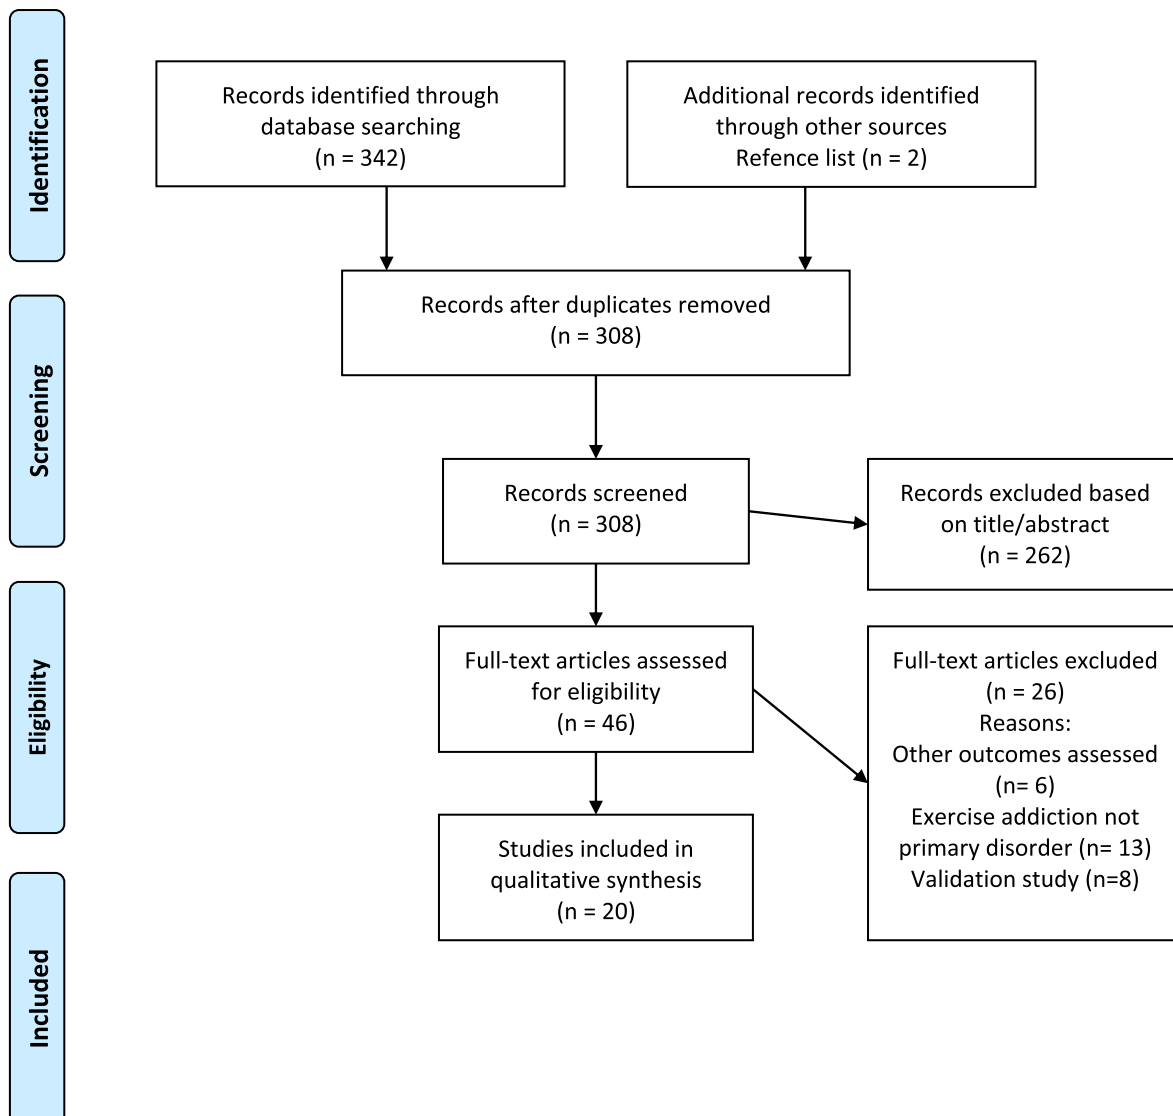 Identification
Records identified through
database searching
(n = 342)
Additional records identified
through other sources
Refence list (n = 2)
Records after duplicates removed
(n = 308)
Screening
Records screened
(n = 308)
Records excluded based
on title/abstract
(n = 262)
Eligibility
Full-text articles assessed
for eligibility
(n = 46)
Full-text articles excluded
(n = 26)
Reasons:
Other outcomes assessed
(n= 6)
Exercise addiction not
primary disorder (n= 13)
Validation study (n=8)
Included
Studies included in
qualitative synthesis
(n = 20)